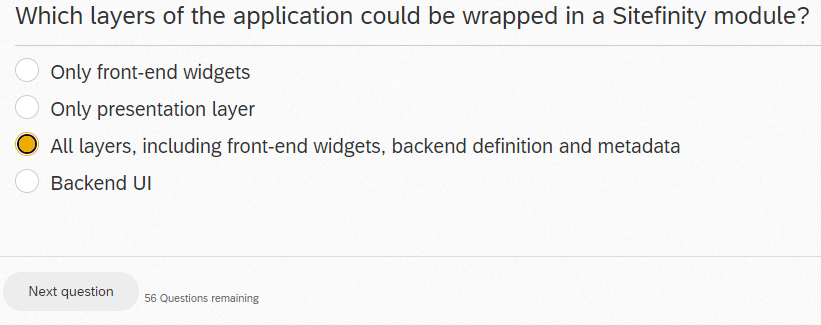 Which layers of the application could be wrapped in a Sitefinity module?
Only front-end widgets
Only presentation layer
All layers, including front-end widgets, backend definition and metadata
Backend UI
Next question
56 Questions remaining